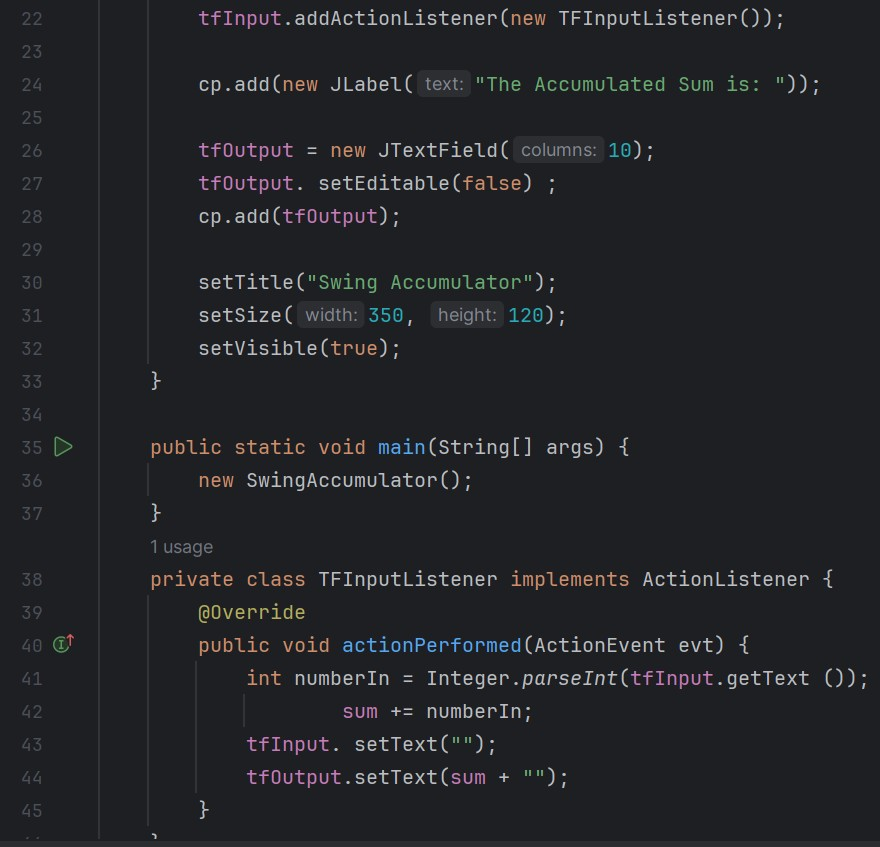 22 tfInput.addActionListener(new TFInputListener());
23
24 cp.add(new JLabel( text: "The Accumulated Sum is: "));
25
26 tfOutput = new JTextField( columns: 10);
27 tfOutput. setEditable(false) ;
28 cp.add(tfOutput);
29
30 setTitle("Swing Accumulator");
31 setSize( width: 350, height: 120);
32 setVisible(true);
33 }
34
35 public static void main(String[] args) {
36 new SwingAccumulator();
37 }
1 usage
38 private class TFInputListener implements ActionListener {
39 @Override
40 public void actionPerformed(ActionEvent evt) {
41 int numberIn = Integer.parseInt(tfInput.getText ());
42 sum += numberIn;
43 tfInput. setText("");
44 tfOutput.setText(sum + "");
45 }